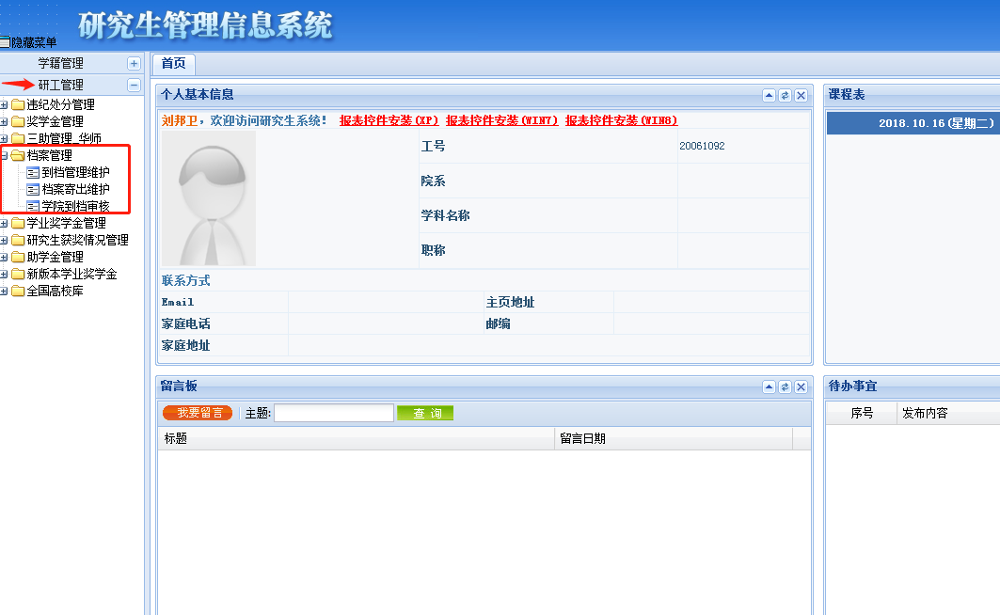 研究生管理信息系统
隐藏菜单
学籍管理
研工管理
违纪处分管理
奖学金管理
三助管理_华师
档案管理
到档管理维护
档案寄出维护
学院到档审核
学业奖学金管理
研究生获奖情况管理
助学金管理
新版本学业奖学金
全国高校库
首页
个人基本信息
刘邦卫，欢迎访问研究生系统！ 报表控件安装(XP) 报表控件安装(WIN7) 报表控件安装(WIN8)
工号 20061092
院系
学科名称
职称
联系方式
Email 主页地址
家庭电话 邮编
家庭地址
留言板
我要留言 主题: 查 询
标题 留言日期
课程表
2018.10.16(星期二)
待办事宜
序号 发布内容